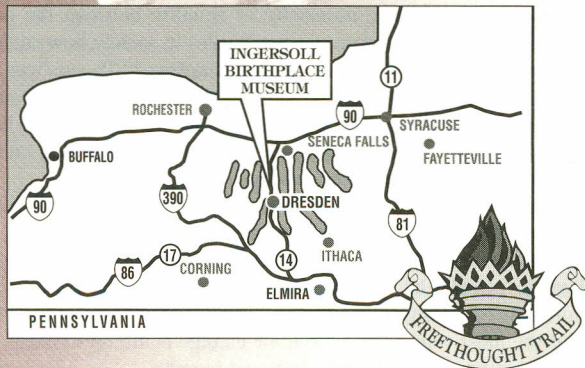 INGERSOLL
BIRTHPLACE
MUSEUM
11
ROCHESTER
90
SYRACUSE
SENECA FALLS
FAYETTEVILLE
BUFFALO
390
DRESDEN
90
81
17
14
ITHACA
86
CORNING
ELMIRA
PENNSYLVANIA
FREETHOUGHT TRAIL